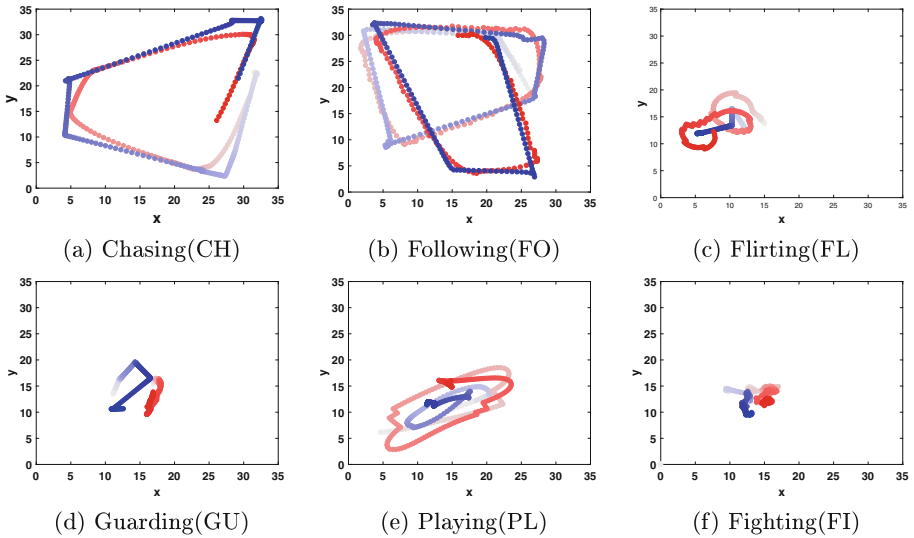 35
30
25
20
15
10
5
0
y
0 5 10 15 20 25 30 35
x
(a) Chasing(CH)
35
30
25
20
15
10
5
0
y
0 5 10 15 20 25 30 35
x
(b) Following(FO)
35
30
25
20
15
10
5
0
y
0 5 10 15 20 25 30 35
x
(c) Flirting(FL)
35
30
25
20
15
10
5
0
y
0 5 10 15 20 25 30 35
x
(d) Guarding(GU)
35
30
25
20
15
10
5
0
y
0 5 10 15 20 25 30 35
x
(e) Playing(PL)
35
30
25
20
15
10
5
0
y
0 5 10 15 20 25 30 35
x
(f) Fighting(FI)